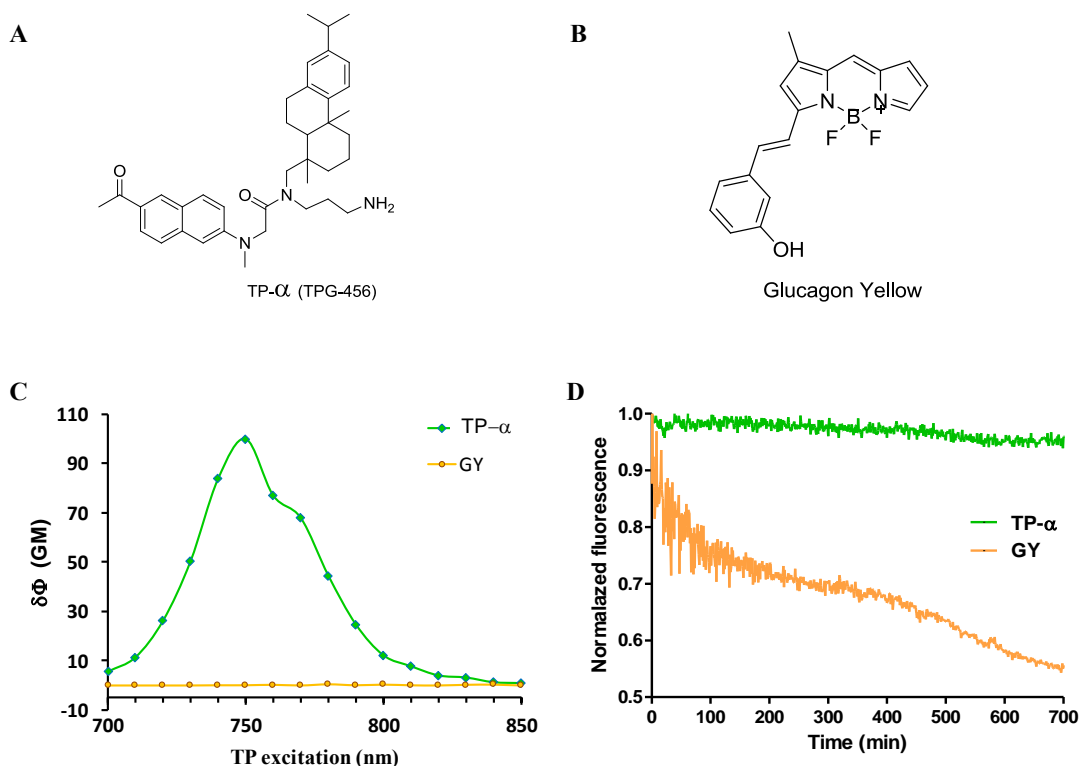 A
B
O
O
N
NH2
N
TP-α (TPG-456)
N
N
+
B
F
F
OH
Glucagon Yellow
C
D
110
90
70
50
30
10
-10
700
750
800
850
δΦ (GM)
TP excitation (nm)
TP-α
GY
1.0
0.9
0.8
0.7
0.6
0.5
0
100
200
300
400
500
600
700
Normalazed fluorescence
Time (min)
TP-α
GY